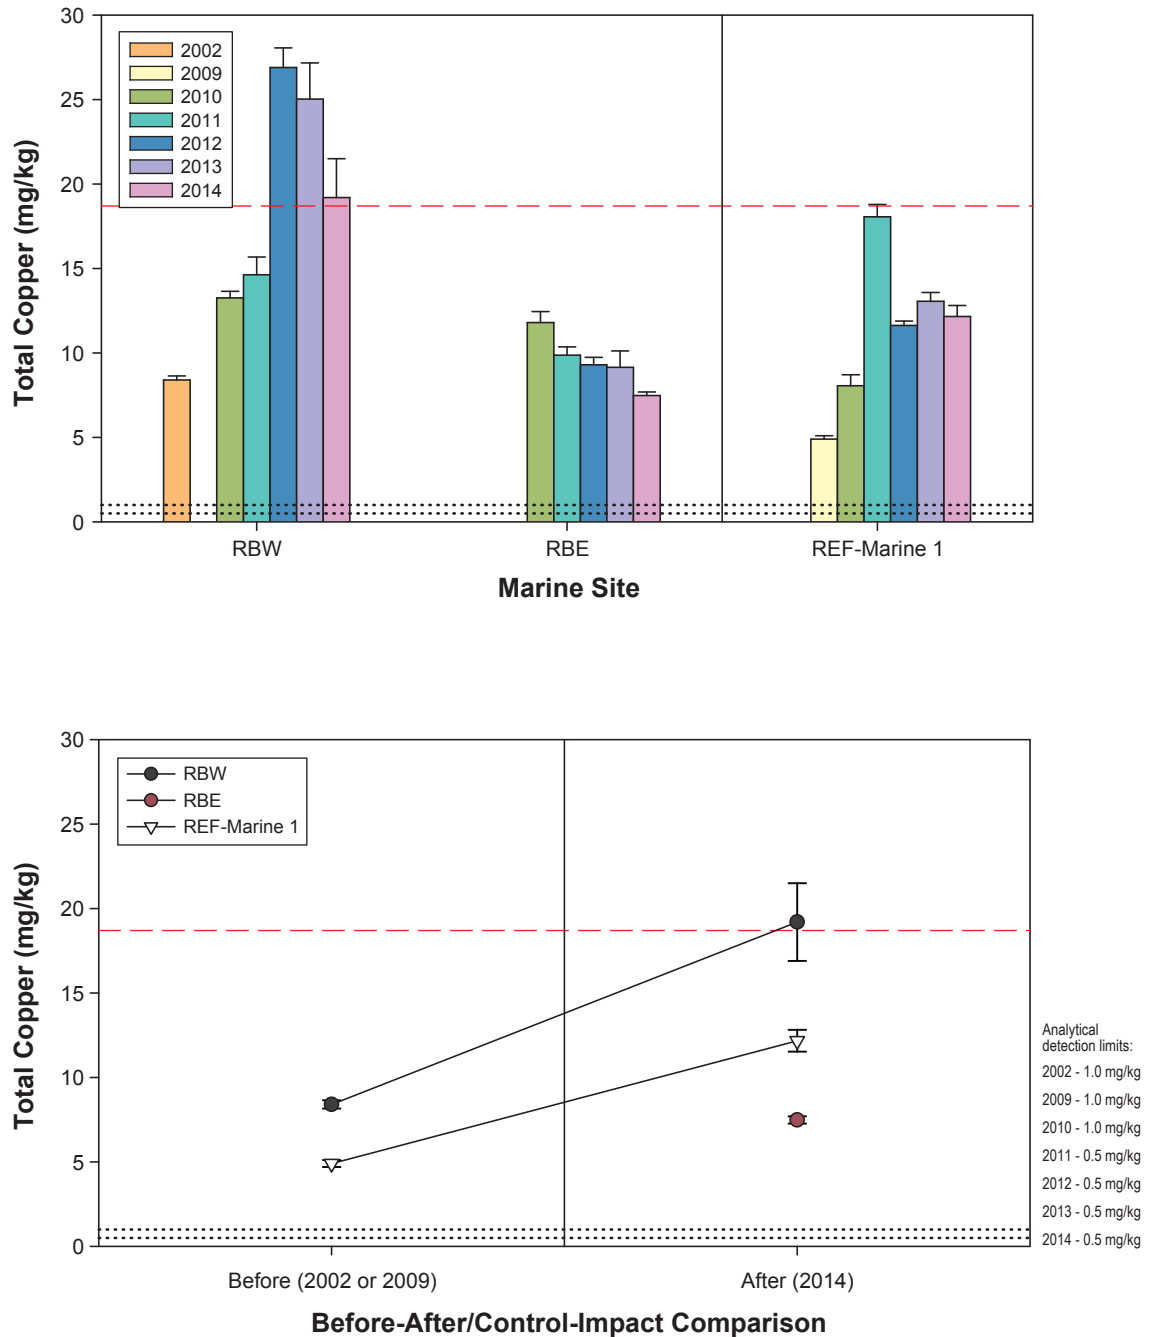 30
25
20
15
10
5
0
Total Copper (mg/kg)
2002
2009
2010
2011
2012
2013
2014
RBW
RBE
REF-Marine 1
Marine Site
30
25
20
15
10
5
0
Total Copper (mg/kg)
RBW
RBE
REF-Marine 1
Before (2002 or 2009)
After (2014)
Before-After/Control-Impact Comparison
Analytical
detection limits:
2002 - 1.0 mg/kg
2009 - 1.0 mg/kg
2010 - 1.0 mg/kg
2011 - 0.5 mg/kg
2012 - 0.5 mg/kg
2013 - 0.5 mg/kg
2014 - 0.5 mg/kg